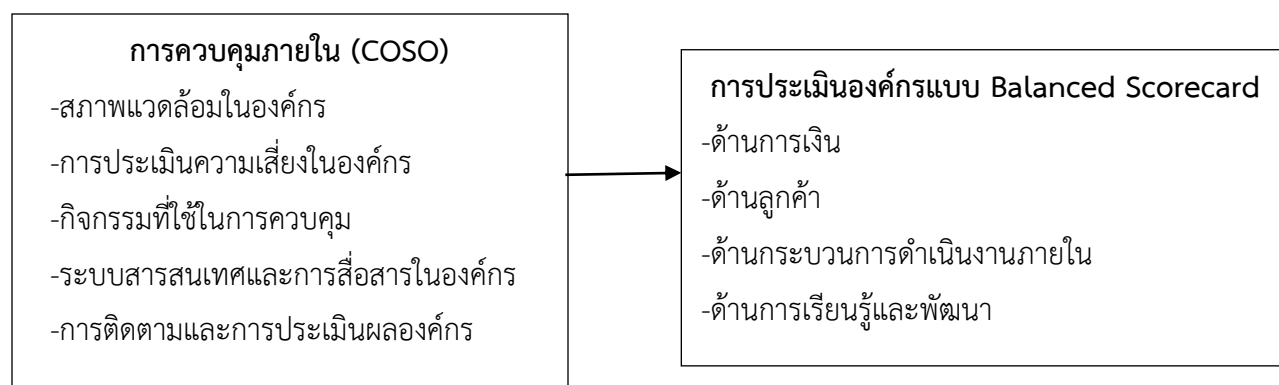 การควบคุมภายใน (COSO)
-สภาพแวดล้อมในองค์กร
-การประเมินความเสี่ยงในองค์กร
-กิจกรรมที่ใช้ในการควบคุม
-ระบบสารสนเทศและการสื่อสารในองค์กร
-การติดตามและการประเมินผลองค์กร
การประเมินองค์กรแบบ Balanced Scorecard
-ด้านการเงิน
-ด้านลูกค้า
-ด้านกระบวนการดำเนินงานภายใน
-ด้านการเรียนรู้และพัฒนา